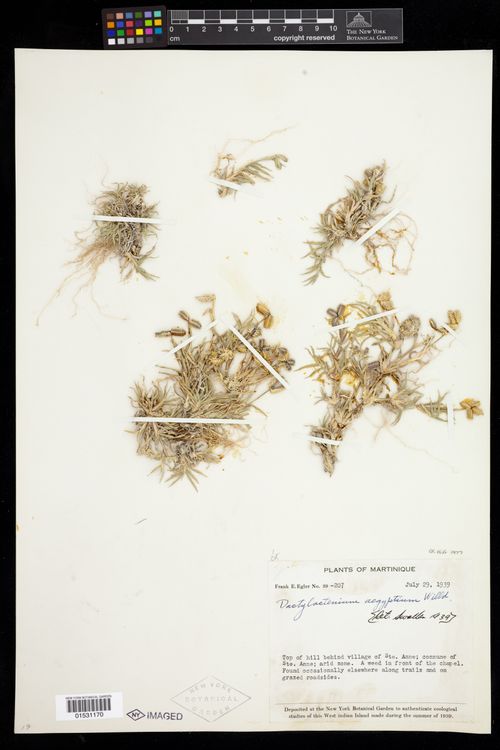 cm 1 2 3 4 5 6 7 8 9 10
copyright reserved
THE NEW YORK
BOTANICAL GARDEN
PLANTS OF MARTINIQUE
Frank E. Egler No. 39 -207
July 29, 1939
Dactyloctenium aegyptium Willd.
Det. Swallen
Top of hill behind village of Ste. Anne; commune of
Ste. Anne; arid zone. A weed in front of the chapel.
Found occasionally elsewhere along trails and on
grazed roadsides.
Deposited at the New York Botanical Garden to authenticate ecological
studies of this West Indian Island made during the summer of 1939.
NEW YORK BOTANICAL GARDEN
01531170
NY IMAGED
NEW YORK
BOTANICAL
GARDEN